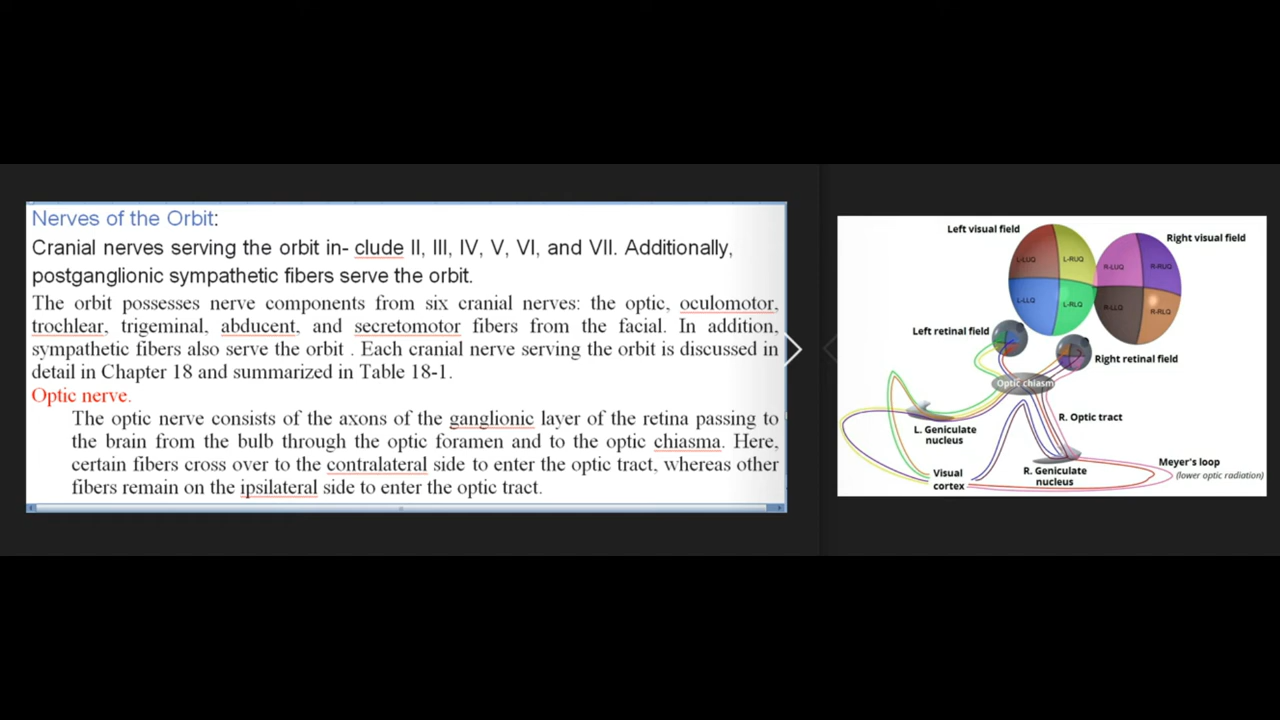 Nerves of the Orbit:
Cranial nerves serving the orbit in- clude II, III, IV, V, VI, and VII. Additionally,
postganglionic sympathetic fibers serve the orbit.
The orbit possesses nerve components from six cranial nerves: the optic, oculomotor,
trochlear, trigeminal, abducent, and secretomotor fibers from the facial. In addition,
sympathetic fibers also serve the orbit . Each cranial nerve serving the orbit is discussed in
detail in Chapter 18 and summarized in Table 18-1.
Optic nerve.
The optic nerve consists of the axons of the ganglionic layer of the retina passing to
the brain from the bulb through the optic foramen and to the optic chiasma. Here,
certain fibers cross over to the contralateral side to enter the optic tract, whereas other
fibers remain on the ipsilateral side to enter the optic tract.
Left visual field
Right visual field
L-LUQ
L-RUQ
R-LUQ
R-RUQ
L-LLQ
L-RLQ
R-LLQ
R-RLQ
Left retinal field
Right retinal field
Optic chiasm
R. Optic tract
L. Geniculate
nucleus
Visual
cortex
R. Geniculate
nucleus
Meyer's loop
(lower optic radiation)